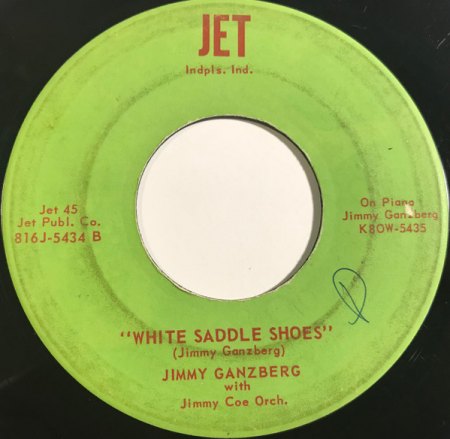 JET
Indpls. Ind.
Jet 45
Jet Publ. Co.
816J-5434 B
On Piano
Jimmy Ganzberg
K8OW-5435
"WHITE SADDLE SHOES"
(Jimmy Ganzberg)
JIMMY GANZBERG
with
Jimmy Coe Orch.